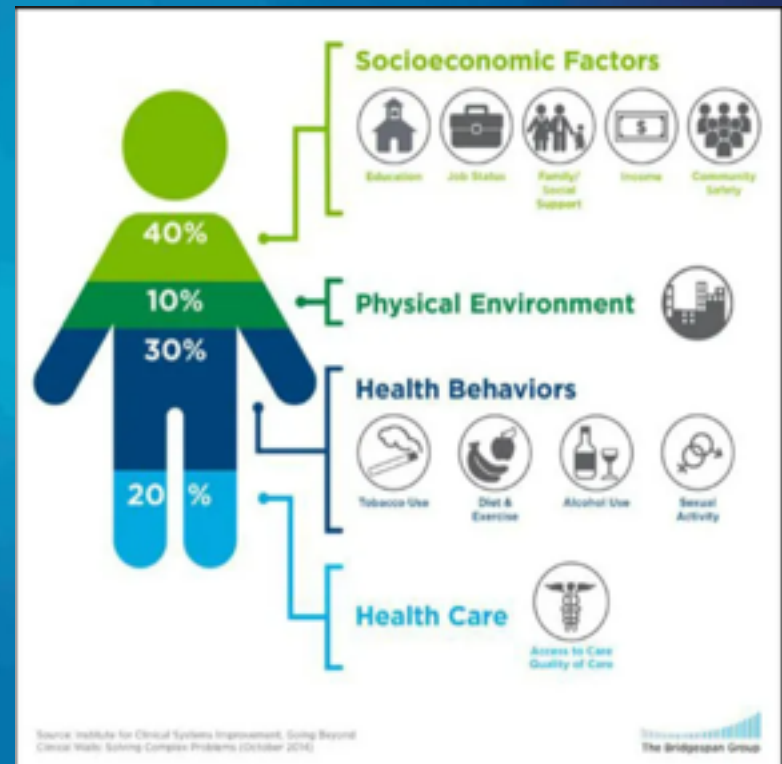 Socioeconomic Factors
Education
Job Status
Family/
Social
Support
Income
Community
Safety
40%
10%
Physical Environment
30%
Health Behaviors
Tobacco Use
Diet &
Exercise
Alcohol Use
Sexual
Activity
20 %
Health Care
Access to Care
Quality of Care
Source: Institute for Clinical Systems Improvement, Going Beyond
Clinical Walls: Solving Complex Problems (October 2014)
The Bridgespan Group